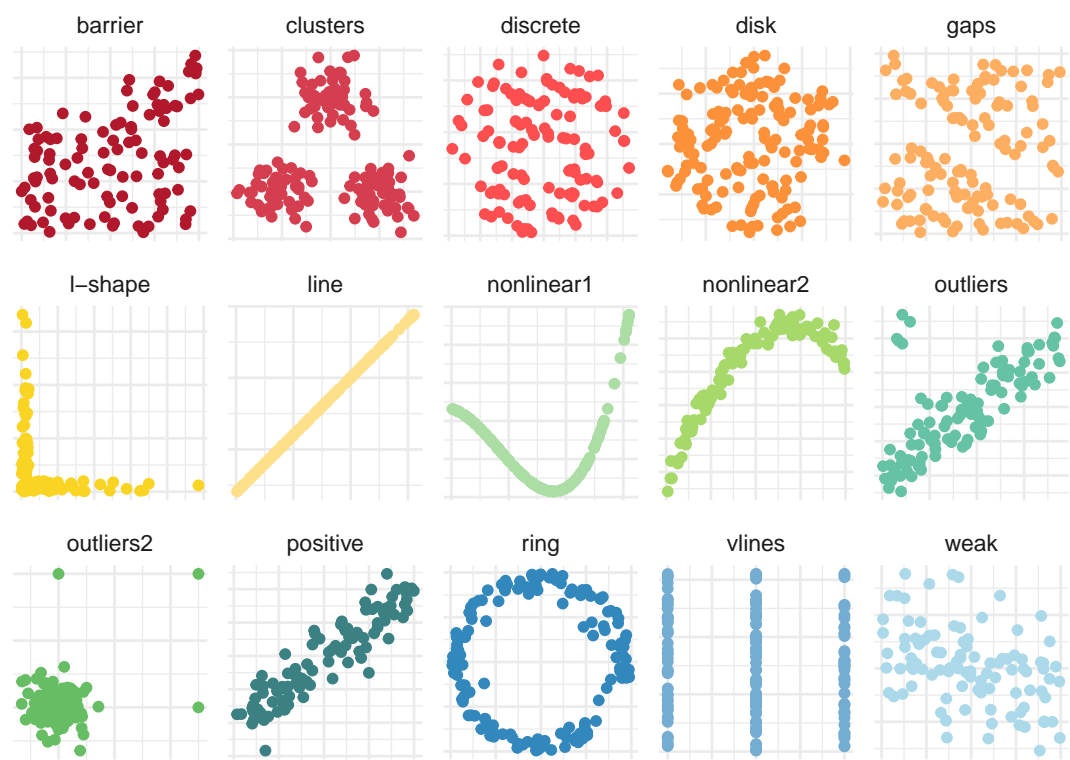 barrier
clusters
discrete
disk
gaps
l−shape
line
nonlinear1
nonlinear2
outliers
outliers2
positive
ring
vlines
weak